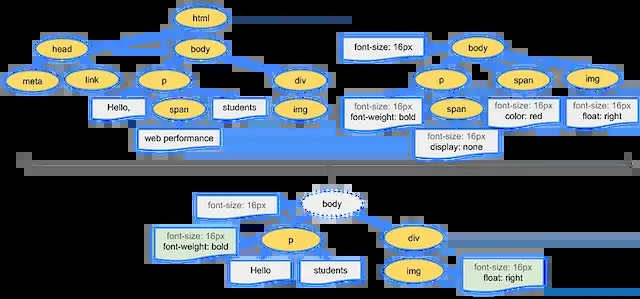 html
head
body
meta
link
p
div
Hello,
span
students
img
web performance
font-size: 16px
body
p
span
img
font-size: 16px
font-weight: bold
span
font-size: 16px
color: red
font-size: 16px
float: right
font-size: 16px
display: none
font-size: 16px
body
font-size: 16px
font-weight: bold
p
div
Hello
students
img
font-size: 16px
float: right